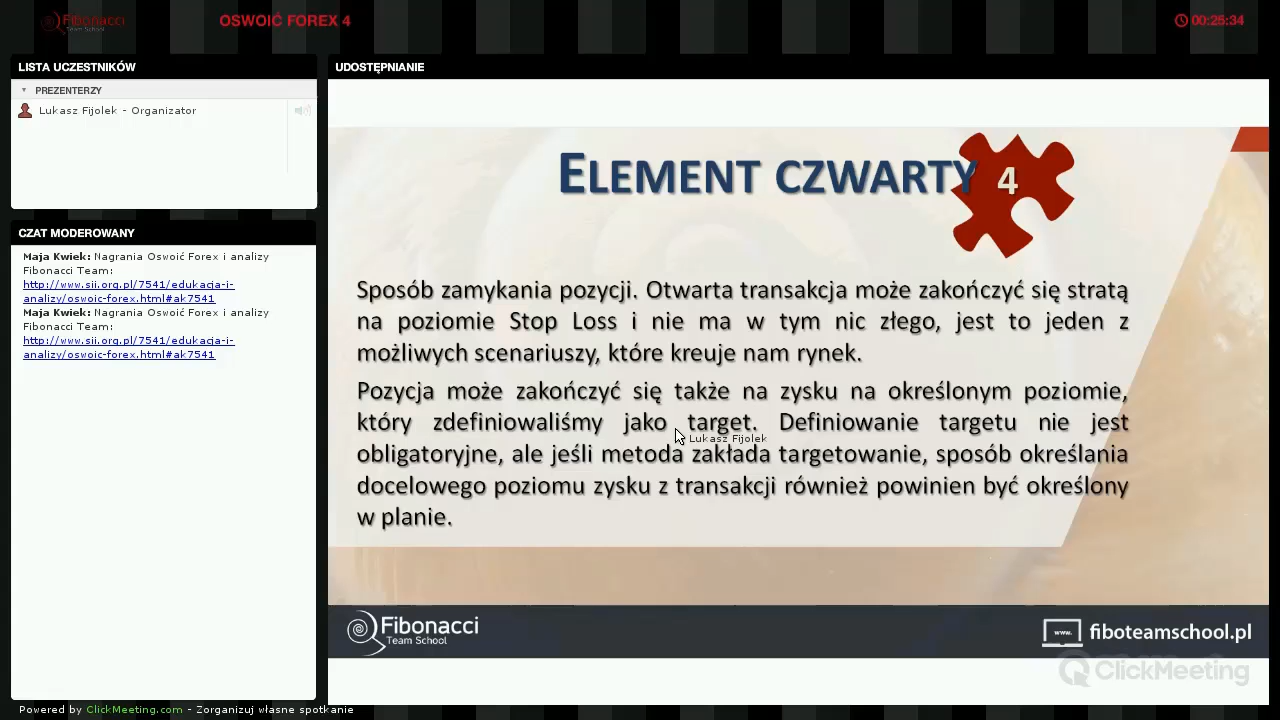 Fibonacci
Team School
OSWOIĆ FOREX 4
00:25:34
LISTA UCZESTNIKÓW
PREZENTERZY
Lukasz Fijolek - Organizator
CZAT MODEROWANY
Maja Kwiek: Nagrania Oswoić Forex i analizy
Fibonacci Team:
http://www.sii.org.pl/7541/edukacja-i-
analizy/oswoic-forex.html#ak7541
Maja Kwiek: Nagrania Oswoić Forex i analizy
Fibonacci Team:
http://www.sii.org.pl/7541/edukacja-i-
analizy/oswoic-forex.html#ak7541
UDOSTĘPNIANIE
ELEMENT CZWARTY 4
Sposób zamykania pozycji. Otwarta transakcja może zakończyć się stratą
na poziomie Stop Loss i nie ma w tym nic złego, jest to jeden z
możliwych scenariuszy, które kreuje nam rynek.
Pozycja może zakończyć się także na zysku na określonym poziomie,
który zdefiniowaliśmy jako target. Definiowanie targetu nie jest
Lukasz Fijolek
obligatoryjne, ale jeśli metoda zakłada targetowanie, sposób określania
docelowego poziomu zysku z transakcji również powinien być określony
w planie.
Fibonacci
Team School
www.
fiboteamschool.pl
ClickMeeting
Powered by ClickMeeting.com - Zorganizuj własne spotkanie